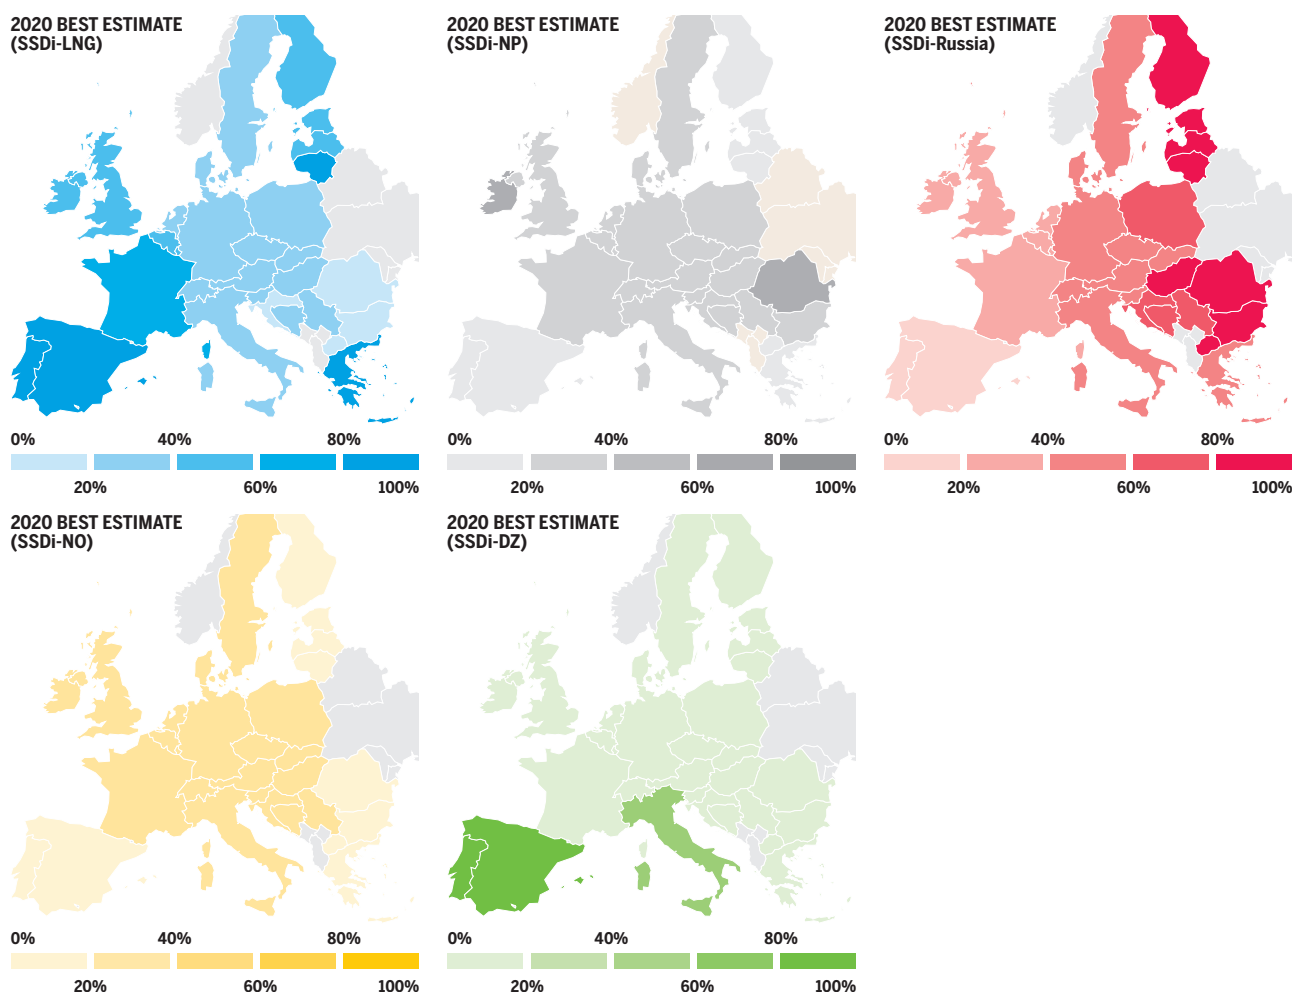 2020 BEST ESTIMATE
(SSDi-LNG)
0% 40% 80%
20% 60% 100%
2020 BEST ESTIMATE
(SSDi-NP)
0% 40% 80%
20% 60% 100%
2020 BEST ESTIMATE
(SSDi-Russia)
0% 40% 80%
20% 60% 100%
2020 BEST ESTIMATE
(SSDi-NO)
0% 40% 80%
20% 60% 100%
2020 BEST ESTIMATE
(SSDi-DZ)
0% 40% 80%
20% 60% 100%